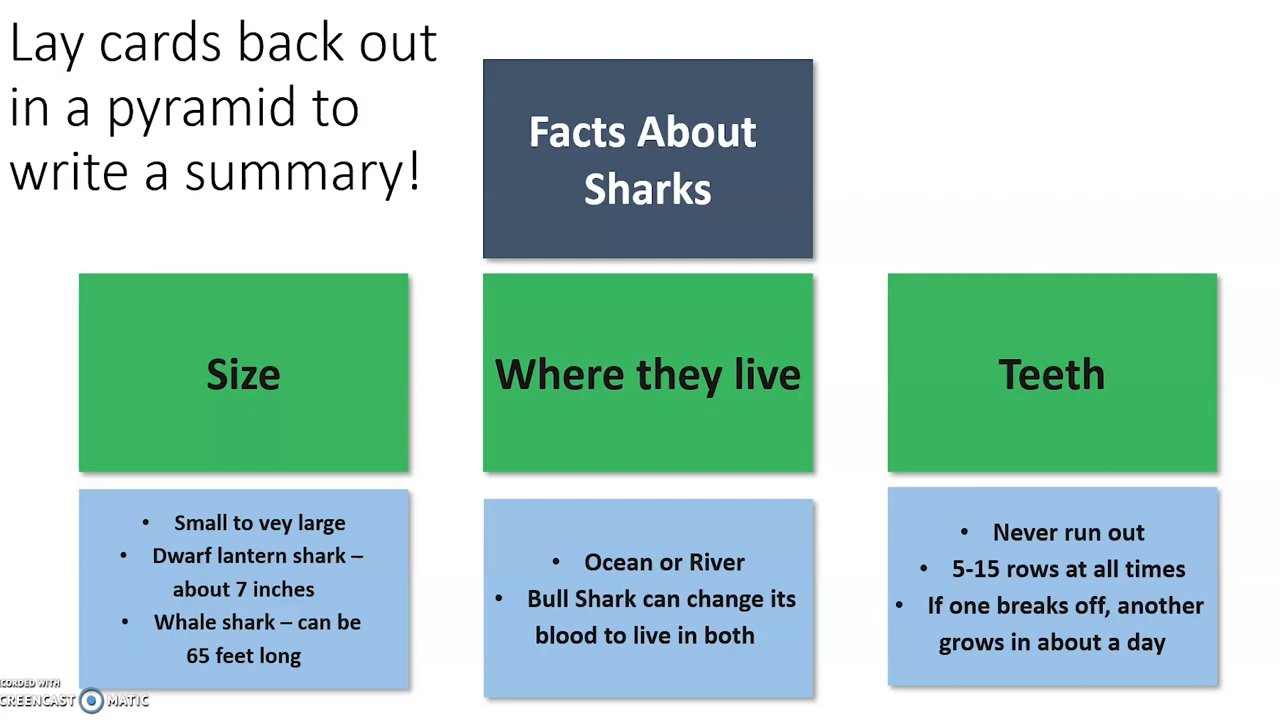 Lay cards back out
in a pyramid to
write a summary!
Facts About
Sharks
Size
Where they live
Teeth
• Small to vey large
• Dwarf lantern shark –
about 7 inches
• Whale shark – can be
65 feet long
• Ocean or River
• Bull Shark can change its
blood to live in both
• Never run out
• 5-15 rows at all times
• If one breaks off, another
grows in about a day
CORDED WITH
CREENCAST MATIC